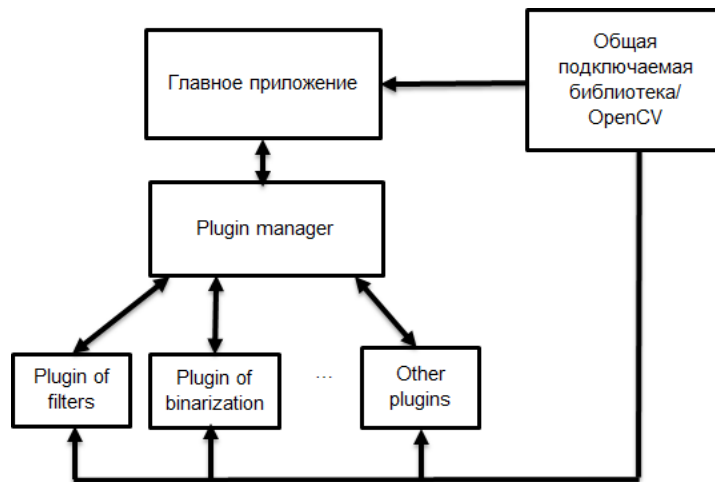 Главное приложение
Общая
подключаемая
библиотека/
OpenCV
Plugin manager
Plugin of
filters
Plugin of
binarization
...
Other
plugins